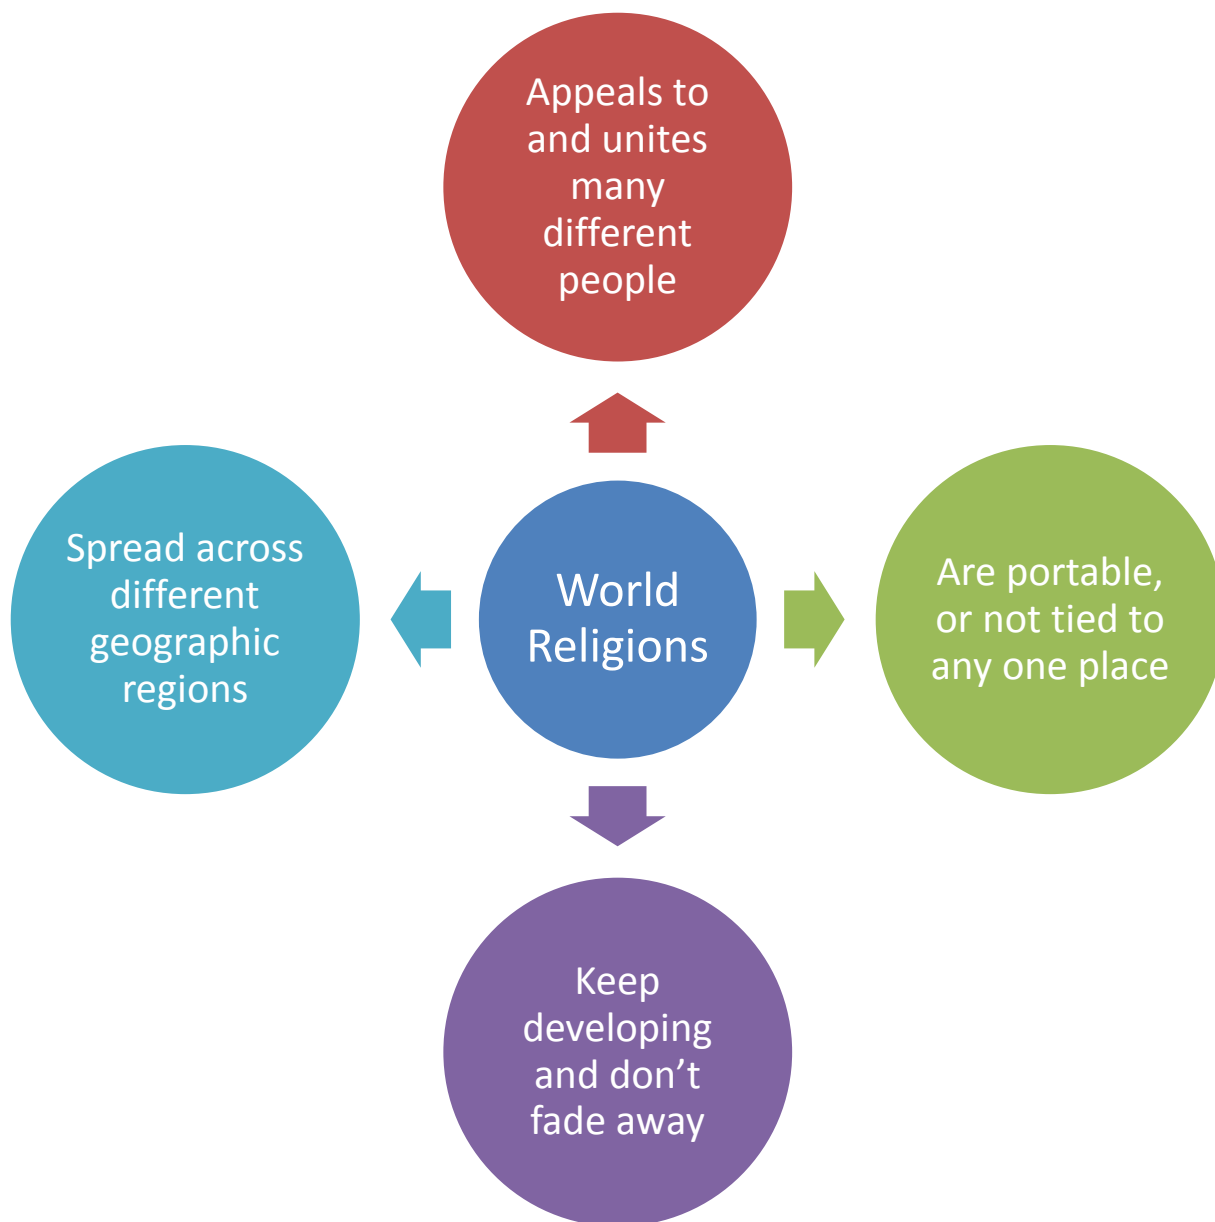 Appeals to
and unites
many
different
people
Spread across
different
geographic
regions
World
Religions
Are portable,
or not tied to
any one place
Keep
developing
and don’t
fade away